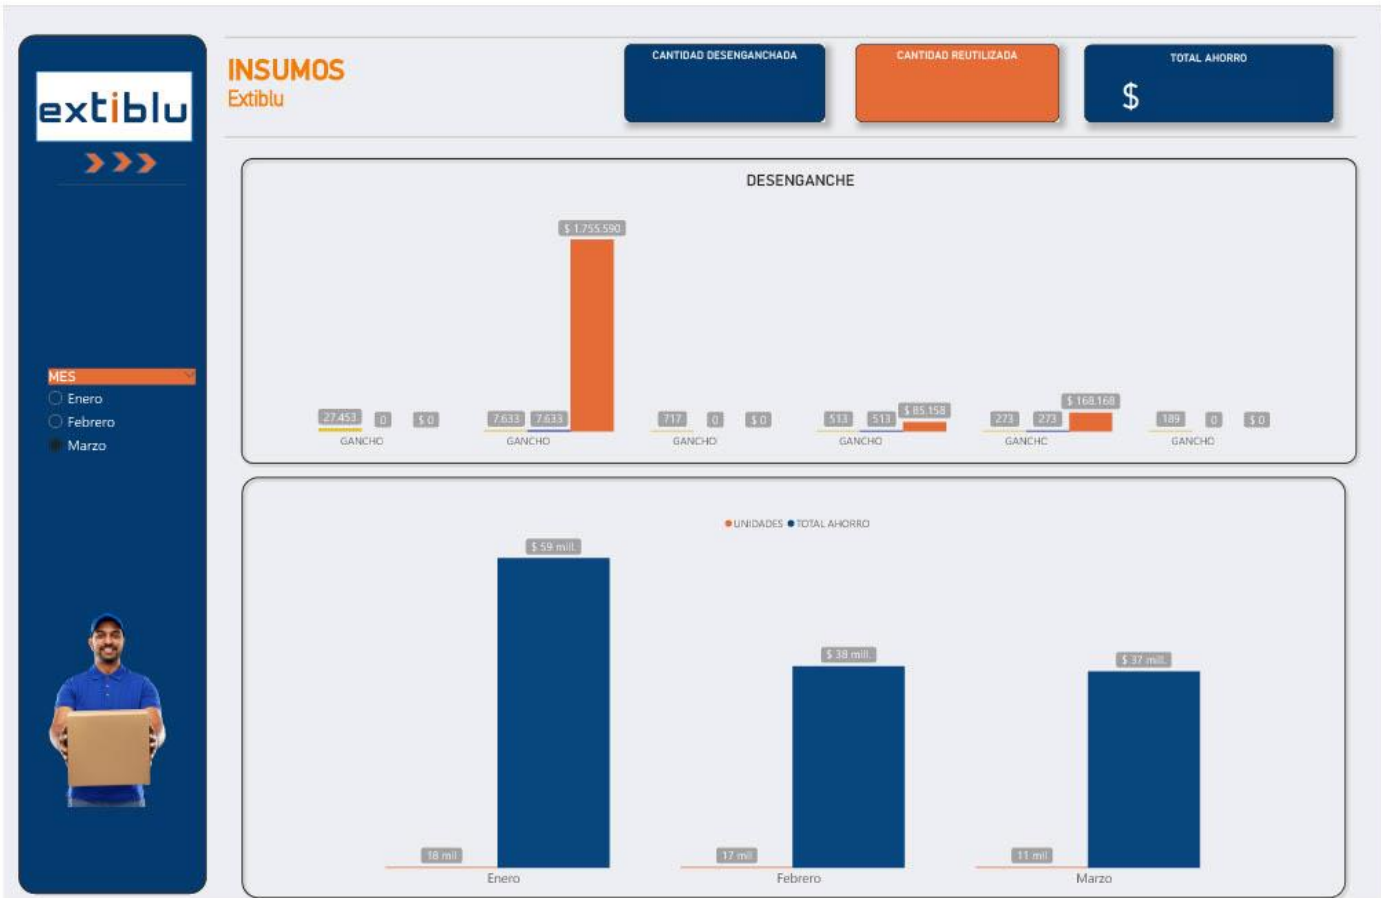 extiblu
MES
Enero
Febrero
Marzo
INSUMOS
Extiblu
CANTIDAD DESENGANCHADA
CANTIDAD REUTILIZADA
TOTAL AHORRO
$
DESENGANCHE
$ 1.755.590
27.453 0 $ 0 7.633 7.633 717 0 $ 0 513 513 $ 85.158 273 273 $ 168.168 189 0 $ 0
GANCHO GANCHO GANCHO GANCHO GANCHO GANCHO
UNIDADES TOTAL AHORRO
$ 59 mill.
$ 38 mill.
$ 37 mill.
18 mil 17 mil 11 mil
Enero Febrero Marzo